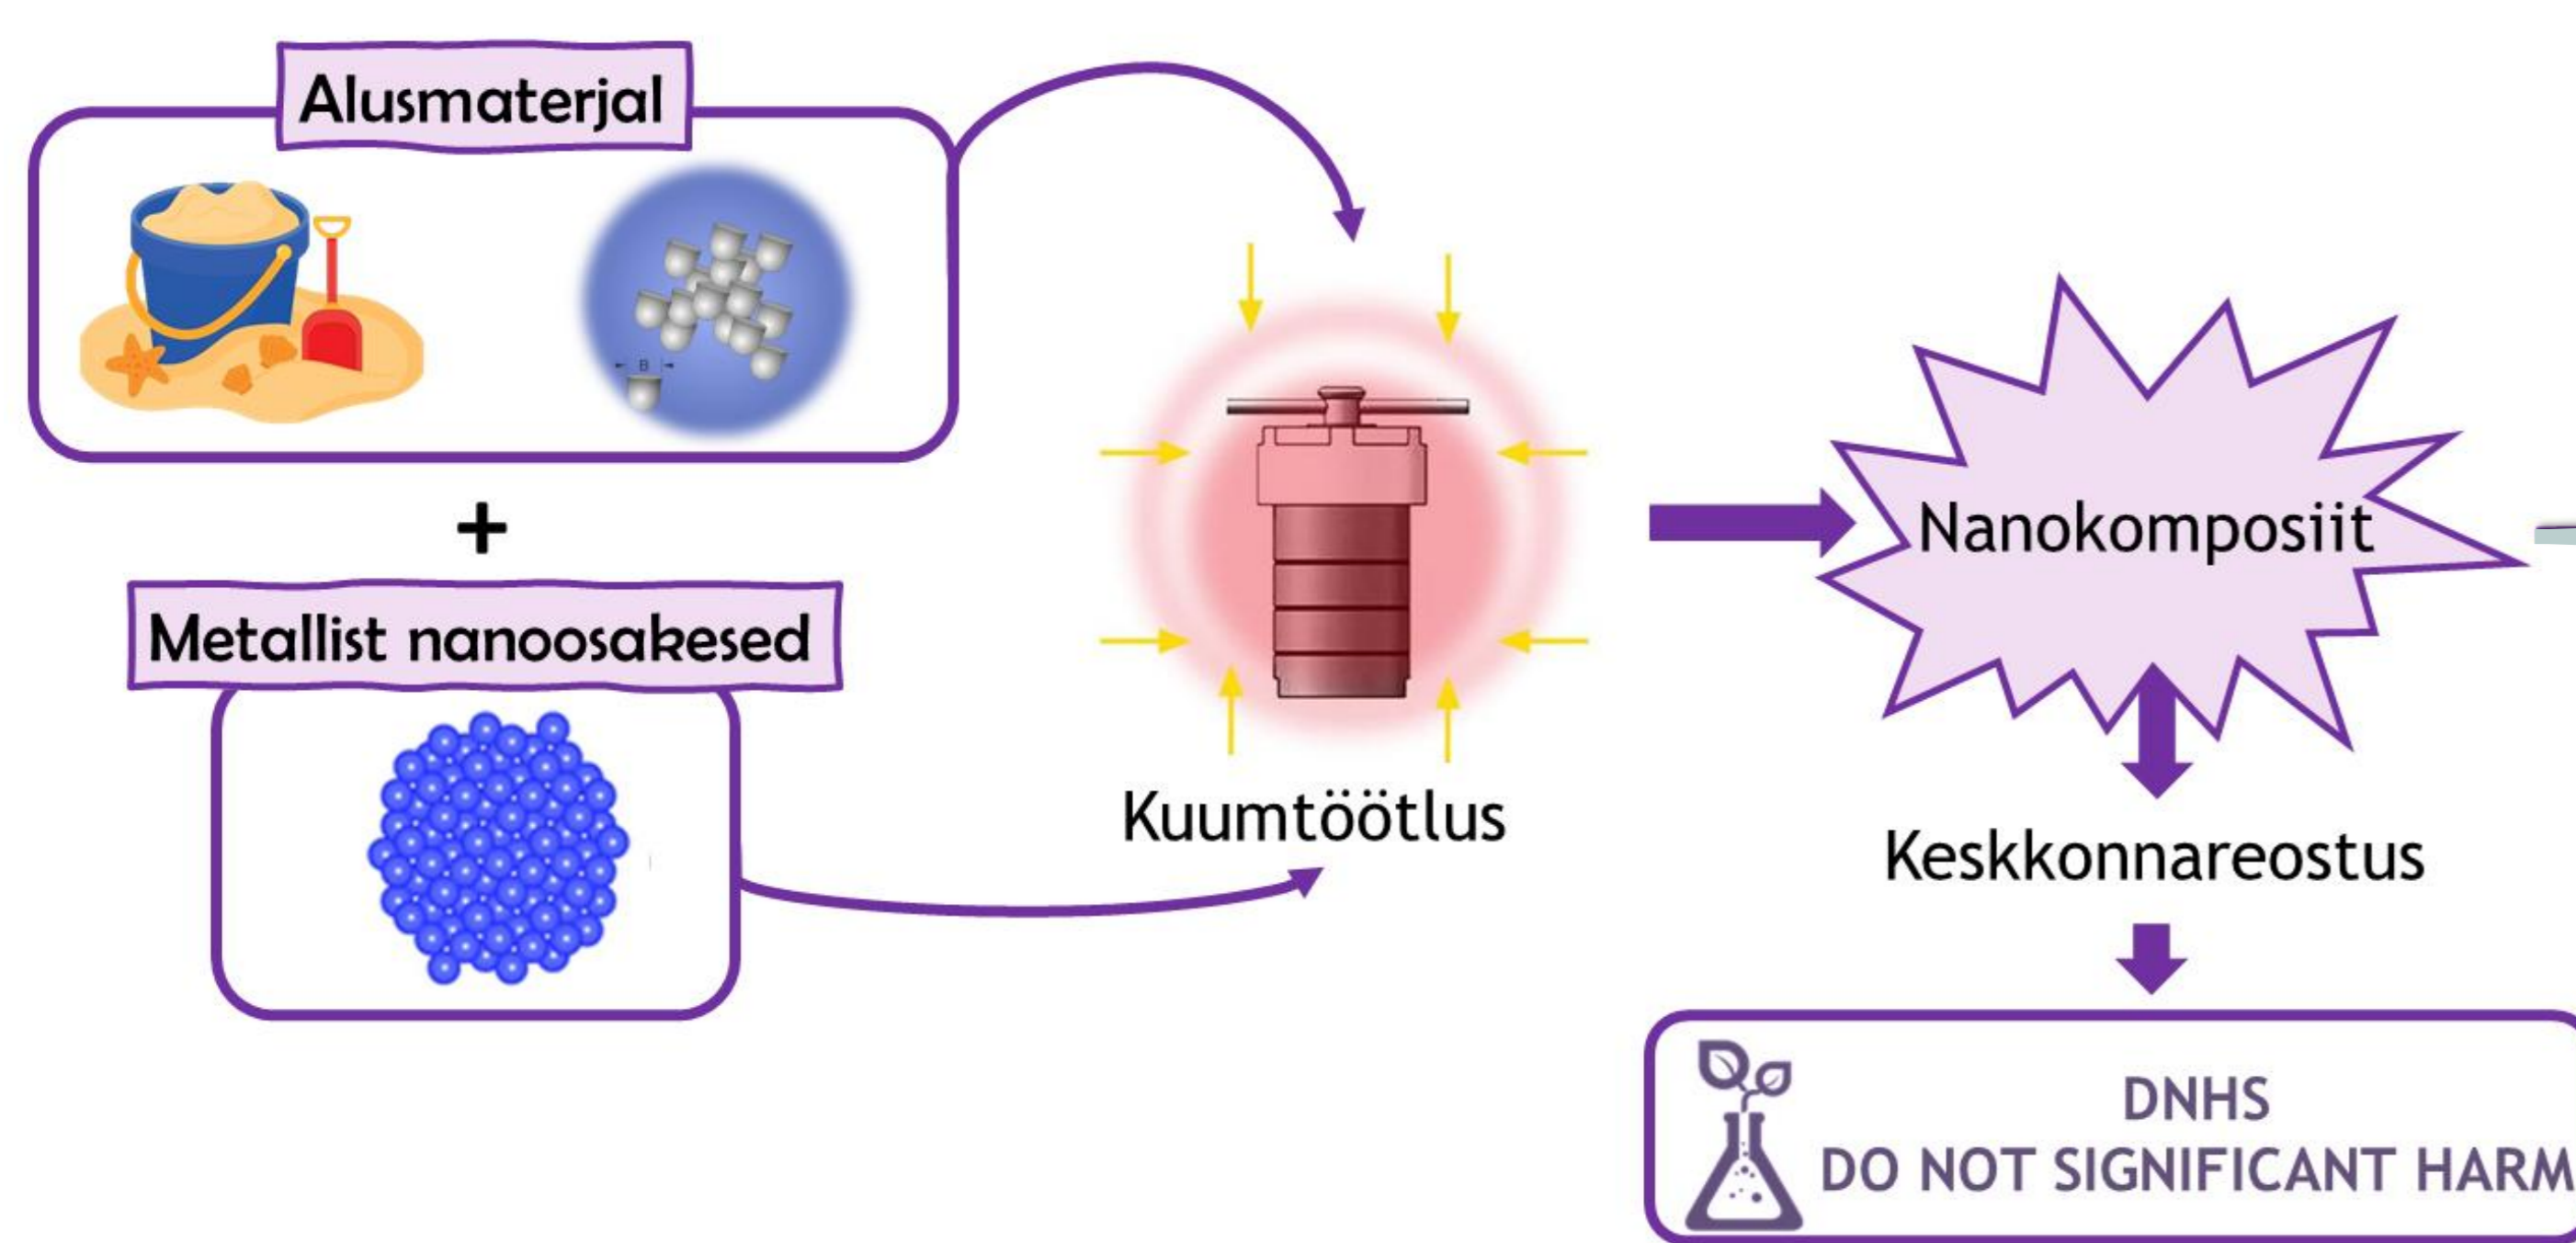 Alusmaterjal
B
+
Metallist nanoosakesed
Kuumtöötlus
Nanokomposiit
Keskkonnareostus
DNHS
DO NOT SIGNIFICANT HARM